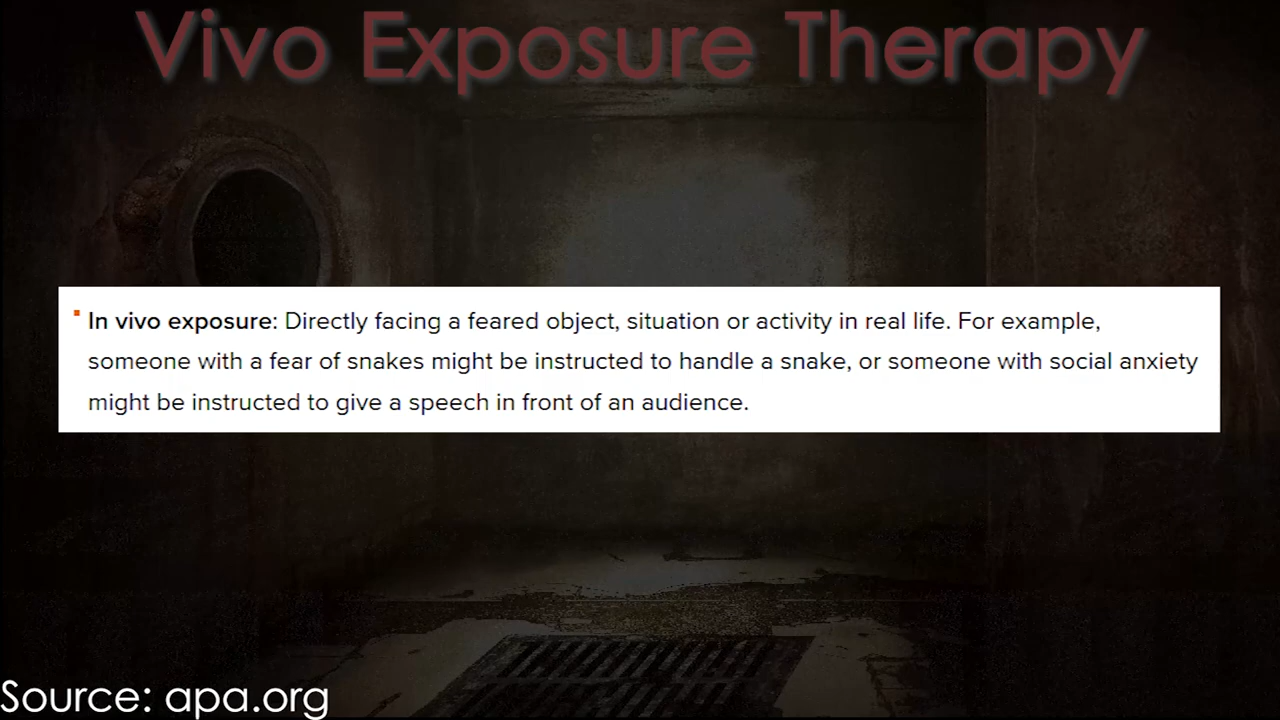 Vivo Exposure Therapy
In vivo exposure: Directly facing a feared object, situation or activity in real life. For example,
someone with a fear of snakes might be instructed to handle a snake, or someone with social anxiety
might be instructed to give a speech in front of an audience.
Source: apa.org